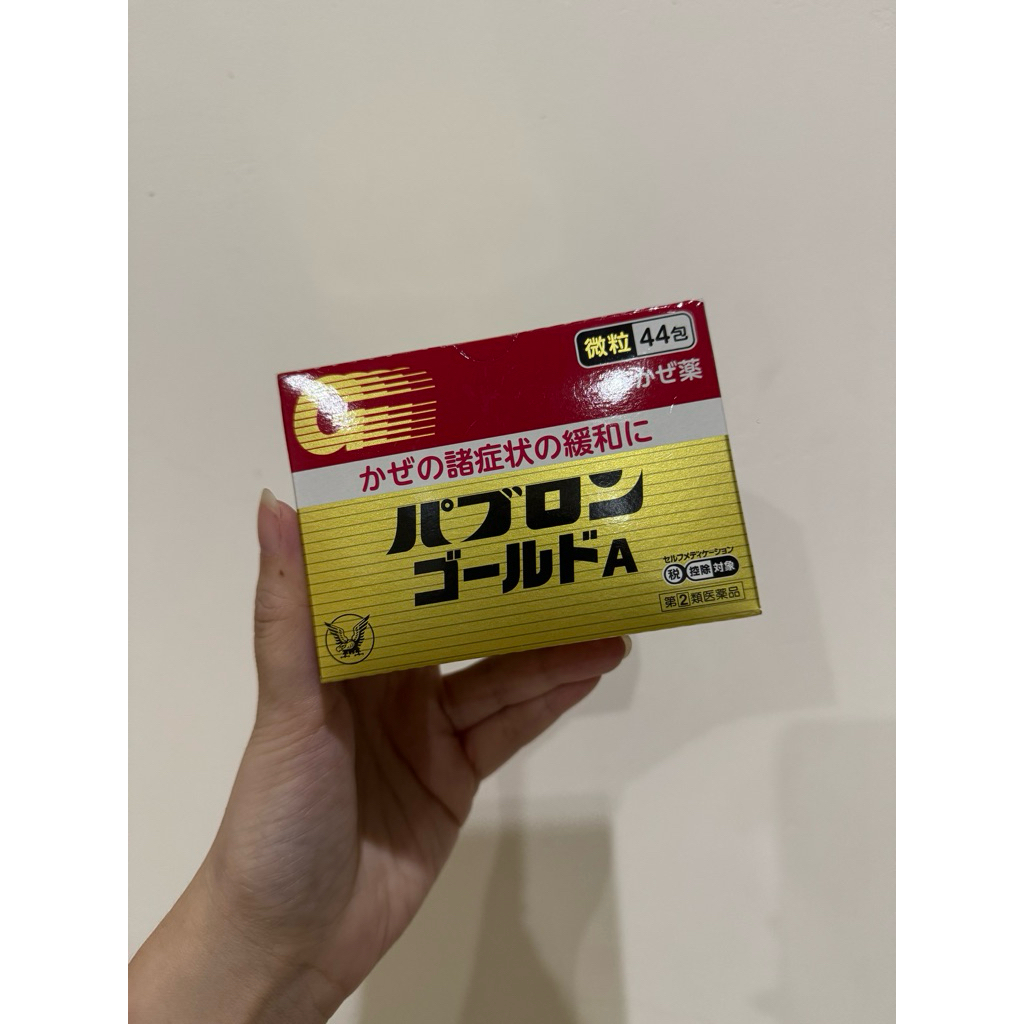 微粒 44包
かぜ薬
かぜの諸症状の緩和に
パブロン
ゴールドA
セルフメディケーション
税 控除 対象
第②類医薬品